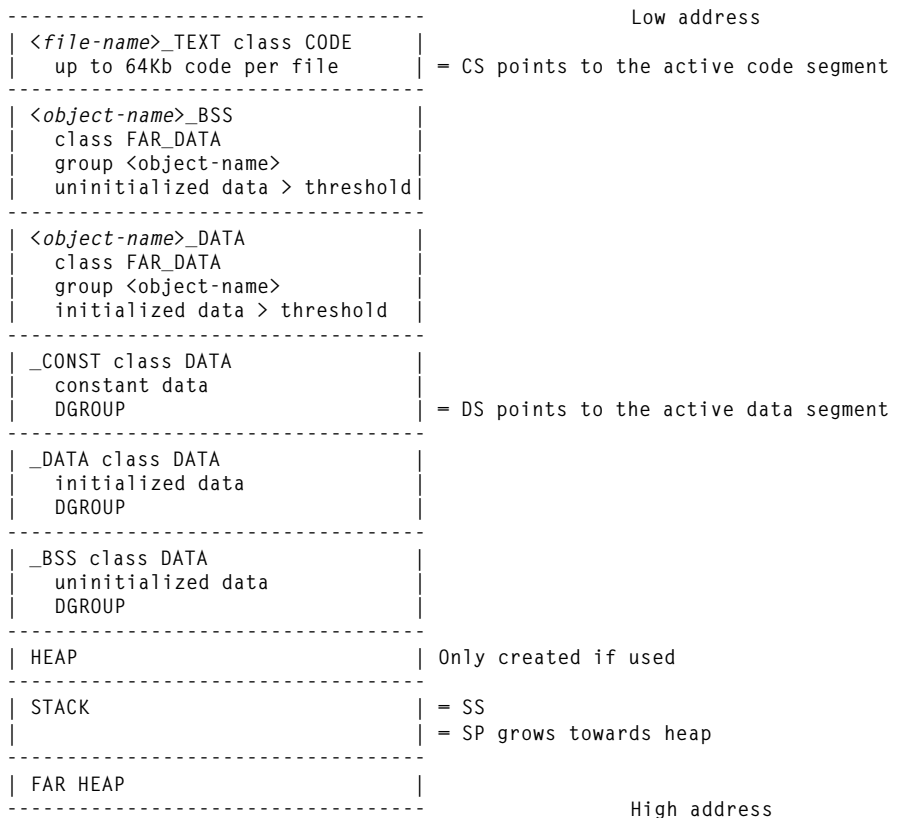 ----------------------------------- Low address
| <file-name>_TEXT class CODE |
| up to 64Kb code per file | = CS points to the active code segment
-----------------------------------
| <object-name>_BSS |
| class FAR_DATA |
| group <object-name> |
| uninitialized data > threshold|
-----------------------------------
| <object-name>_DATA |
| class FAR_DATA |
| group <object-name> |
| initialized data > threshold |
-----------------------------------
| _CONST class DATA |
| constant data |
| DGROUP | = DS points to the active data segment
-----------------------------------
| _DATA class DATA |
| initialized data |
| DGROUP |
-----------------------------------
| _BSS class DATA |
| uninitialized data |
| DGROUP |
-----------------------------------
| HEAP | Only created if used
-----------------------------------
| STACK | = SS
| | = SP grows towards heap
-----------------------------------
| FAR HEAP |
----------------------------------- High address